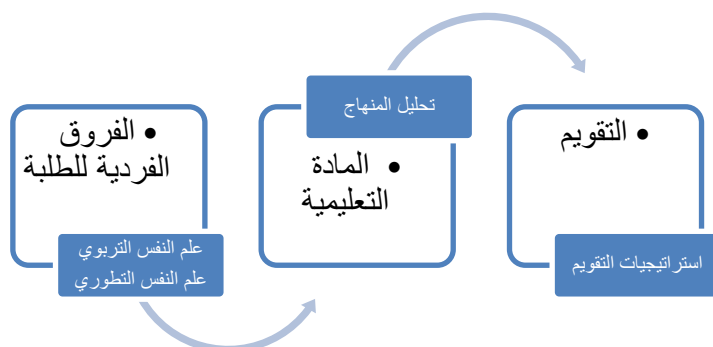 • الفروق
الفردية للطلبة
علم النفس التربوي
علم النفس التطوري
تحليل المنهاج
• المادة
التعليمية
• التقويم
استراتيجيات التقويم